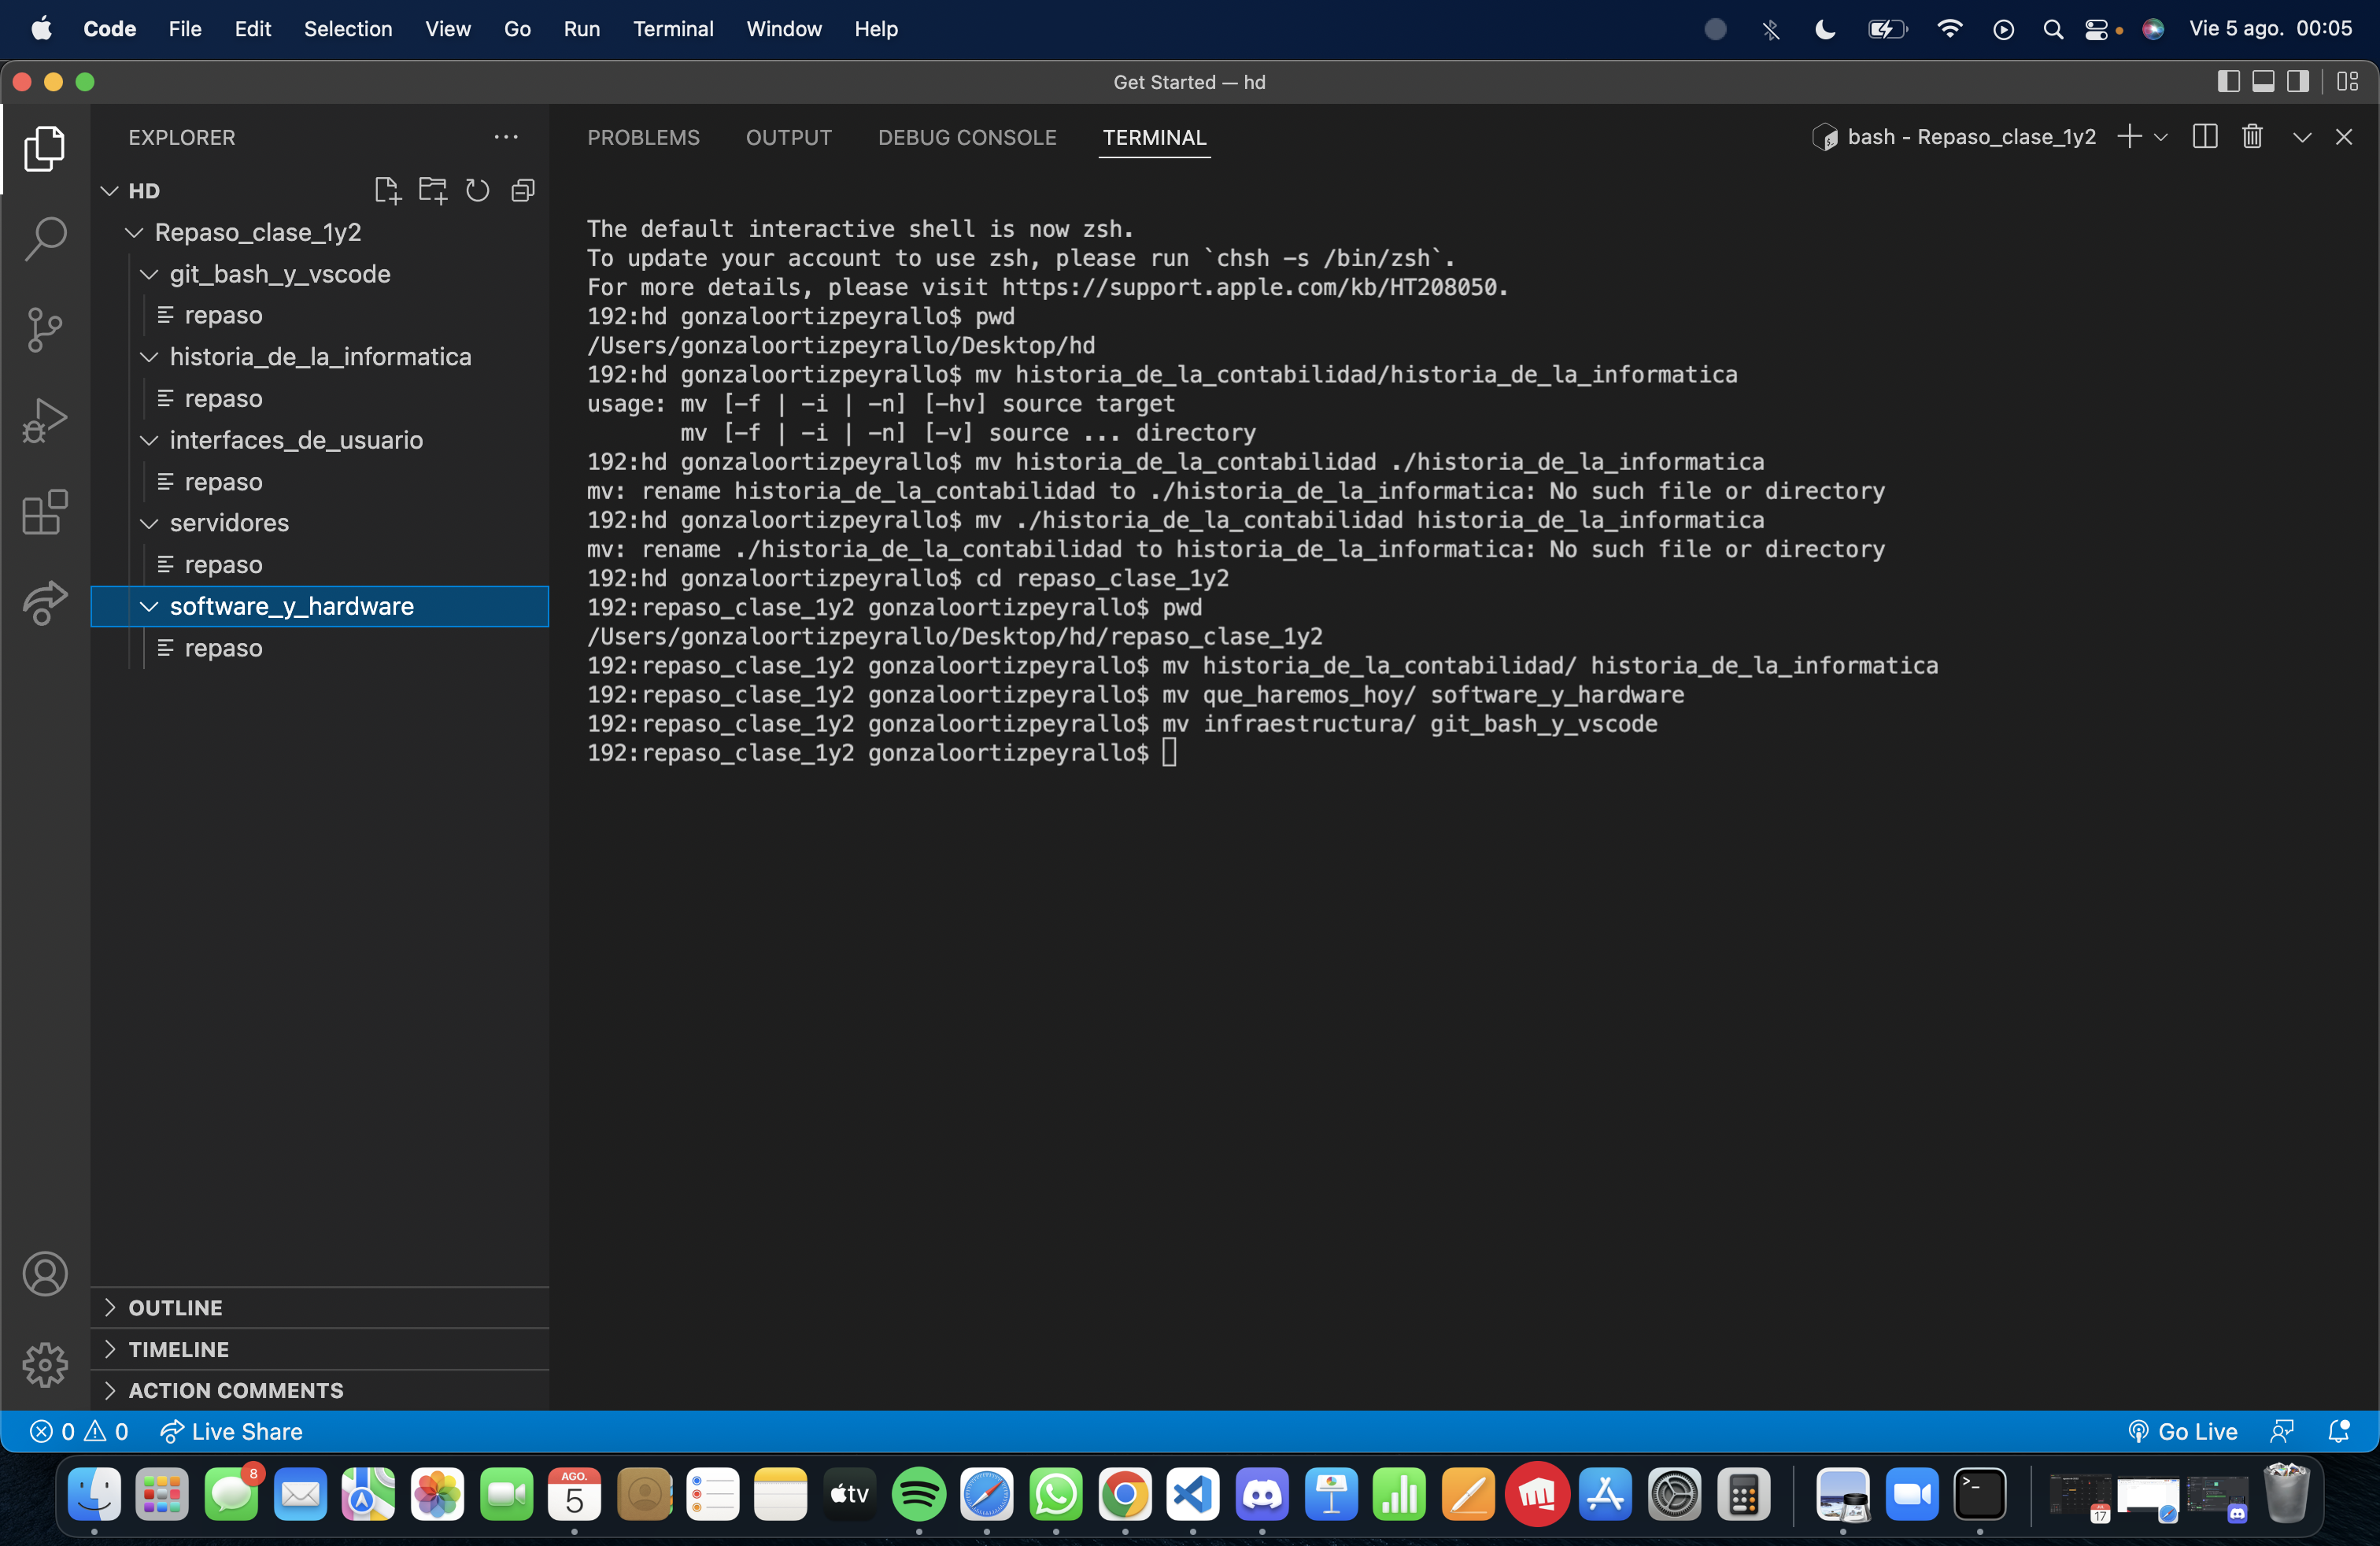 Code File Edit Selection View Go Run Terminal Window Help Vie 5 ago. 00:05
Get Started — hd
EXPLORER
HD
Repaso_clase_1y2
git_bash_y_vscode
repaso
historia_de_la_informatica
repaso
interfaces_de_usuario
repaso
servidores
repaso
software_y_hardware
repaso
OUTLINE
TIMELINE
ACTION COMMENTS
PROBLEMS OUTPUT DEBUG CONSOLE TERMINAL bash - Repaso_clase_1y2
The default interactive shell is now zsh.
To update your account to use zsh, please run `chsh -s /bin/zsh`.
For more details, please visit https://support.apple.com/kb/HT208050.
192:hd gonzaloortizpeyrallo$ pwd
/Users/gonzaloortizpeyrallo/Desktop/hd
192:hd gonzaloortizpeyrallo$ mv historia_de_la_contabilidad/historia_de_la_informatica
usage: mv [-f | -i | -n] [-hv] source target
       mv [-f | -i | -n] [-v] source ... directory
192:hd gonzaloortizpeyrallo$ mv historia_de_la_contabilidad ./historia_de_la_informatica
mv: rename historia_de_la_contabilidad to ./historia_de_la_informatica: No such file or directory
192:hd gonzaloortizpeyrallo$ mv ./historia_de_la_contabilidad historia_de_la_informatica
mv: rename ./historia_de_la_contabilidad to historia_de_la_informatica: No such file or directory
192:hd gonzaloortizpeyrallo$ cd repaso_clase_1y2
192:repaso_clase_1y2 gonzaloortizpeyrallo$ pwd
/Users/gonzaloortizpeyrallo/Desktop/hd/repaso_clase_1y2
192:repaso_clase_1y2 gonzaloortizpeyrallo$ mv historia_de_la_contabilidad/ historia_de_la_informatica
192:repaso_clase_1y2 gonzaloortizpeyrallo$ mv que_haremos_hoy/ software_y_hardware
192:repaso_clase_1y2 gonzaloortizpeyrallo$ mv infraestructura/ git_bash_y_vscode
192:repaso_clase_1y2 gonzaloortizpeyrallo$
0 0 Live Share Go Live
8
AGO.
5
tv
>_
17